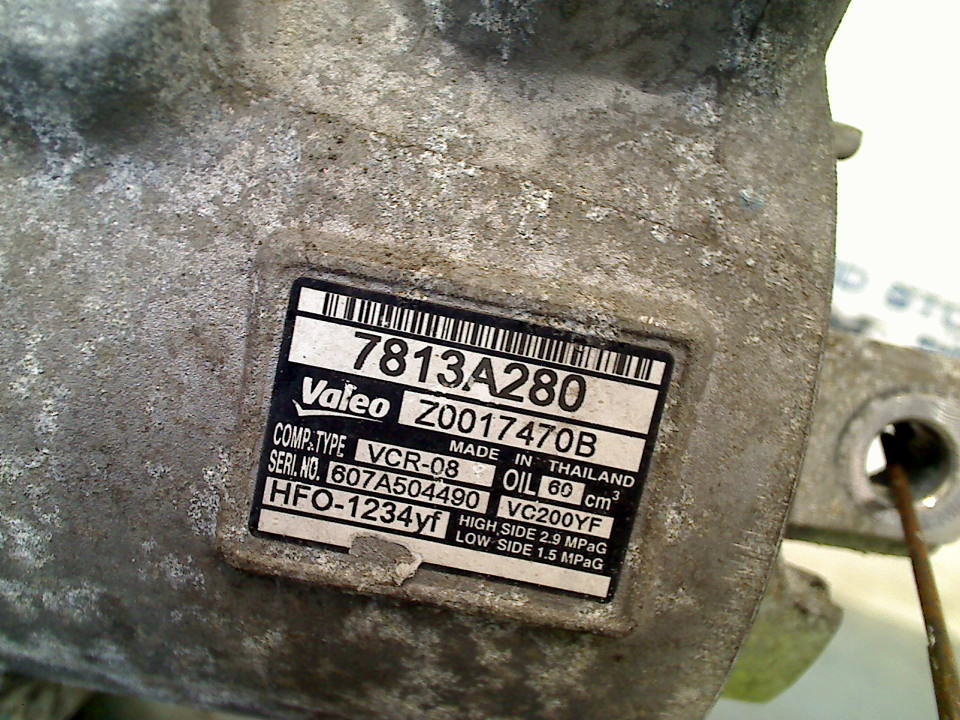 7813A280
Valeo Z0017470B
MADE IN THAILAND
COMP. TYPE VCR-08 OIL 60 cm³
SERI. NO. 607A504490 VC200YF
HFO-1234yf HIGH SIDE 2.9 MPaG
LOW SIDE 1.5 MPaG